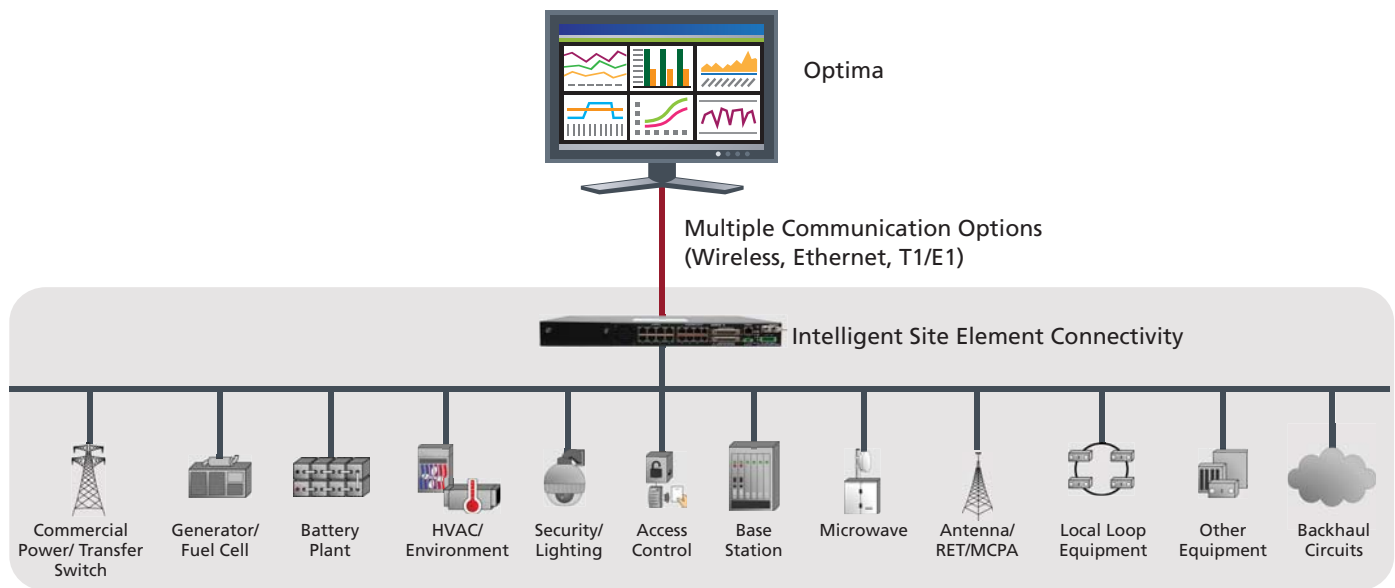 Optima
Multiple Communication Options
(Wireless, Ethernet, T1/E1)
Intelligent Site Element Connectivity
Commercial
Power/ Transfer
Switch
Generator/
Fuel Cell
Battery
Plant
HVAC/
Environment
Security/
Lighting
Access
Control
Base
Station
Microwave
Antenna/
RET/MCPA
Local Loop
Equipment
Other
Equipment
Backhaul
Circuits